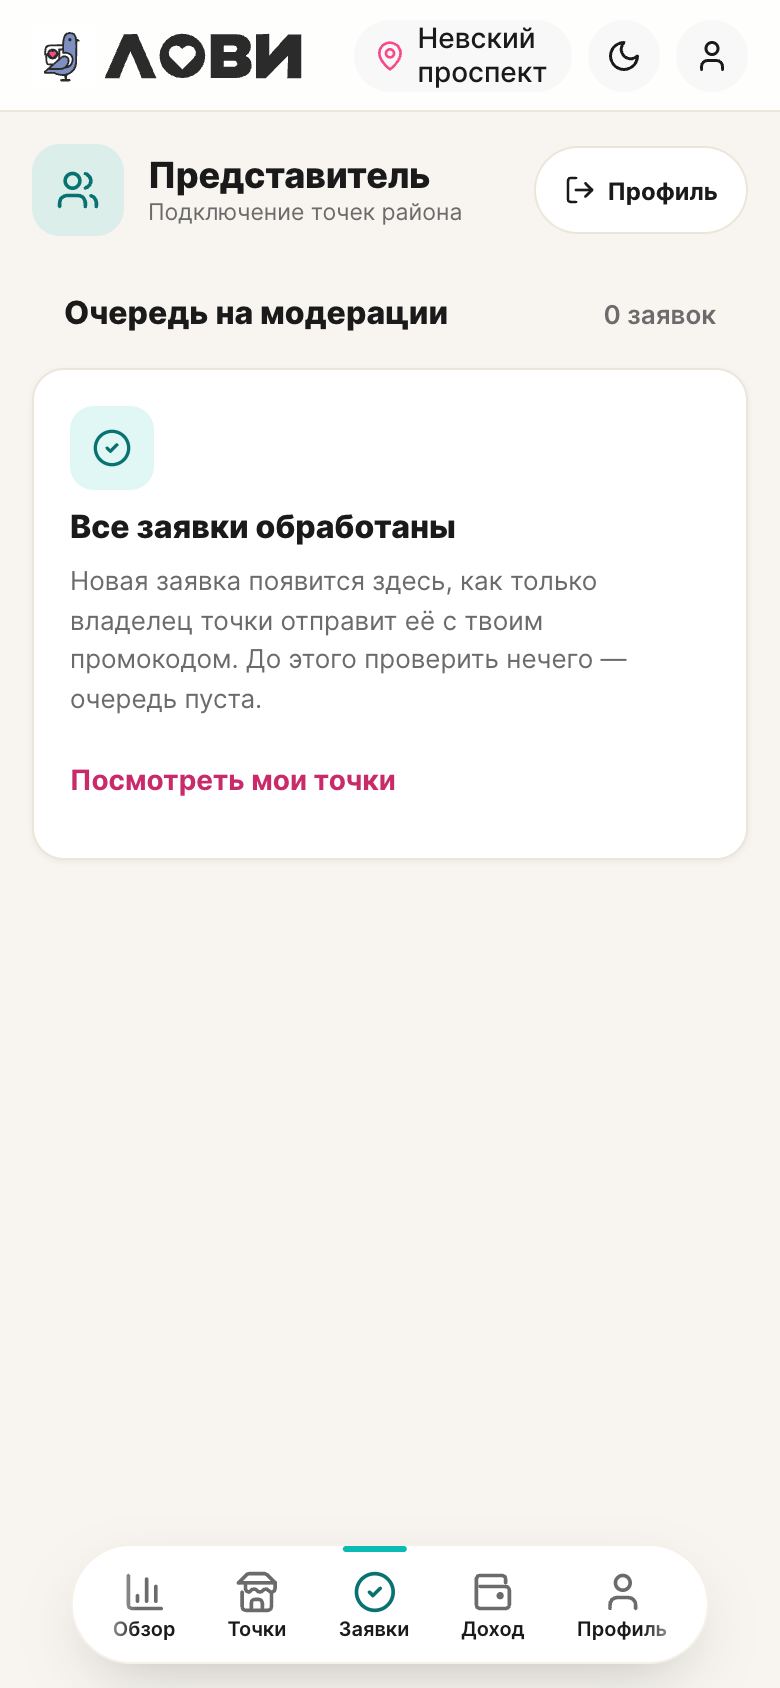 ЛОВИ
Невский
проспект
Представитель
Подключение точек района
Профиль
Очередь на модерации
0 заявок
Все заявки обработаны
Новая заявка появится здесь, как только
владелец точки отправит её с твоим
промокодом. До этого проверить нечего —
очередь пуста.
Посмотреть мои точки
Обзор
Точки
Заявки
Доход
Профиль